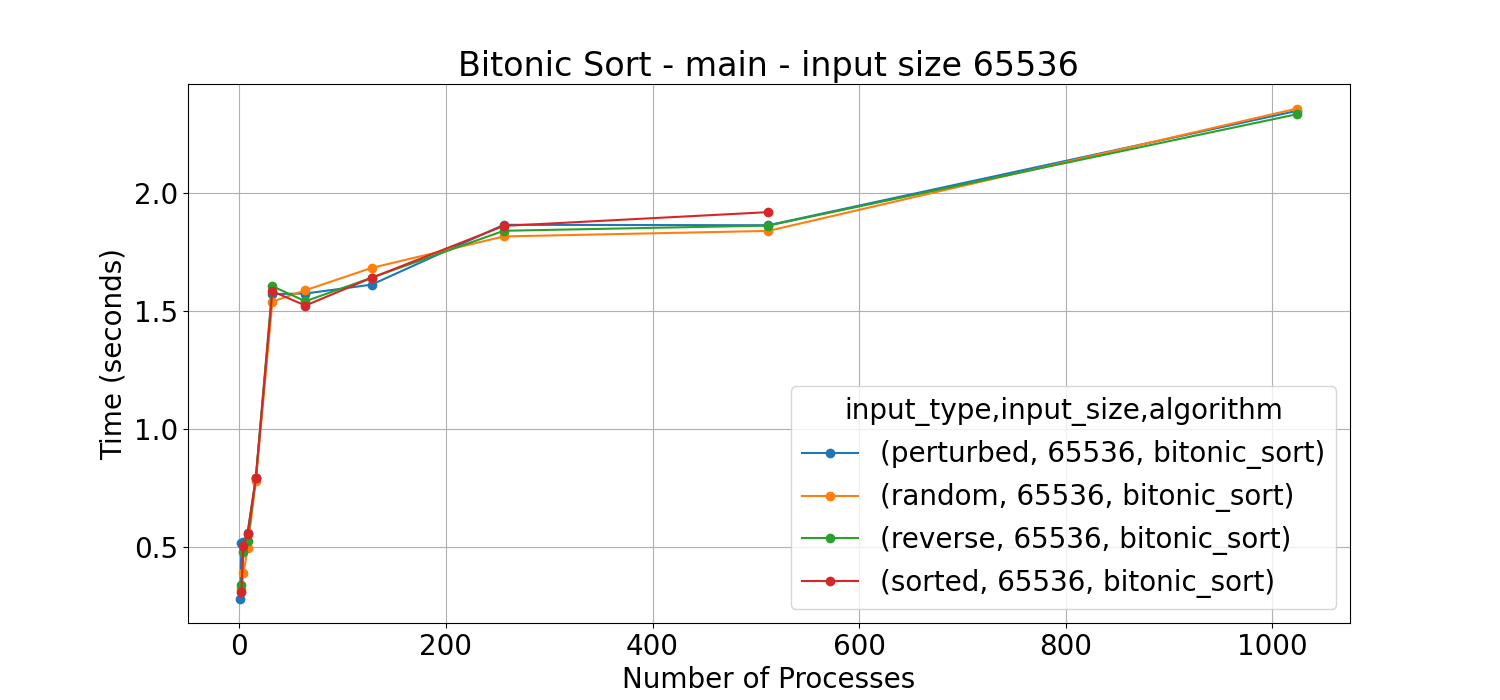 Bitonic Sort - main - input size 65536
Time (seconds)
2.0
1.5
1.0
0.5
input_type,input_size,algorithm
(perturbed, 65536, bitonic_sort)
(random, 65536, bitonic_sort)
(reverse, 65536, bitonic_sort)
(sorted, 65536, bitonic_sort)
0 200 400 600 800 1000
Number of Processes